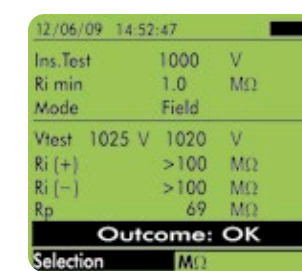 12/06/09 14:52:47
Ins.Test 1000 V
Ri min 1.0 MΩ
Mode Field
Vtest 1025 V 1020 V
Ri (+) >100 MΩ
Ri (−) >100 MΩ
Rp 69 MΩ
Outcome: OK
Selection MΩ